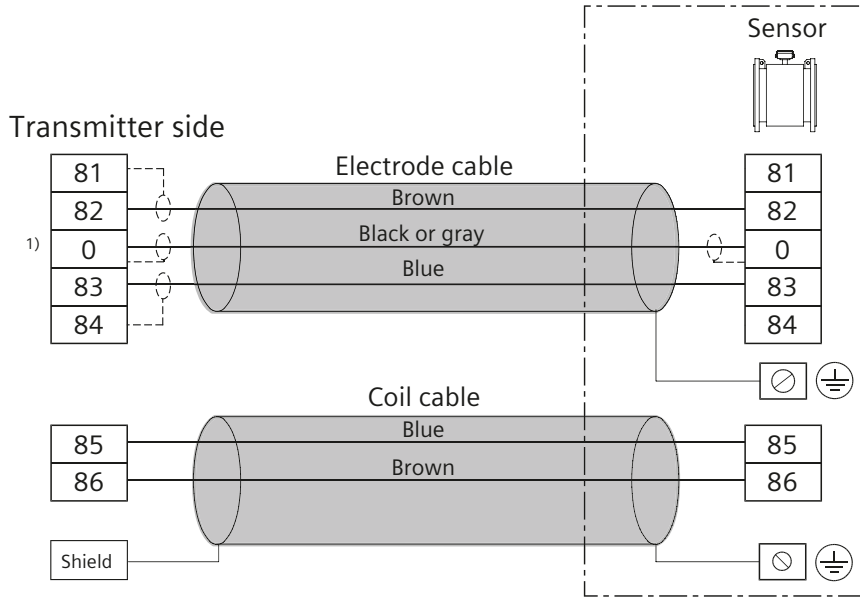 Sensor
Transmitter side
Electrode cable
81
82
1) 0
83
84
Brown
Black or gray
Blue
81
82
0
83
84
Coil cable
85
86
Blue
Brown
85
86
Shield